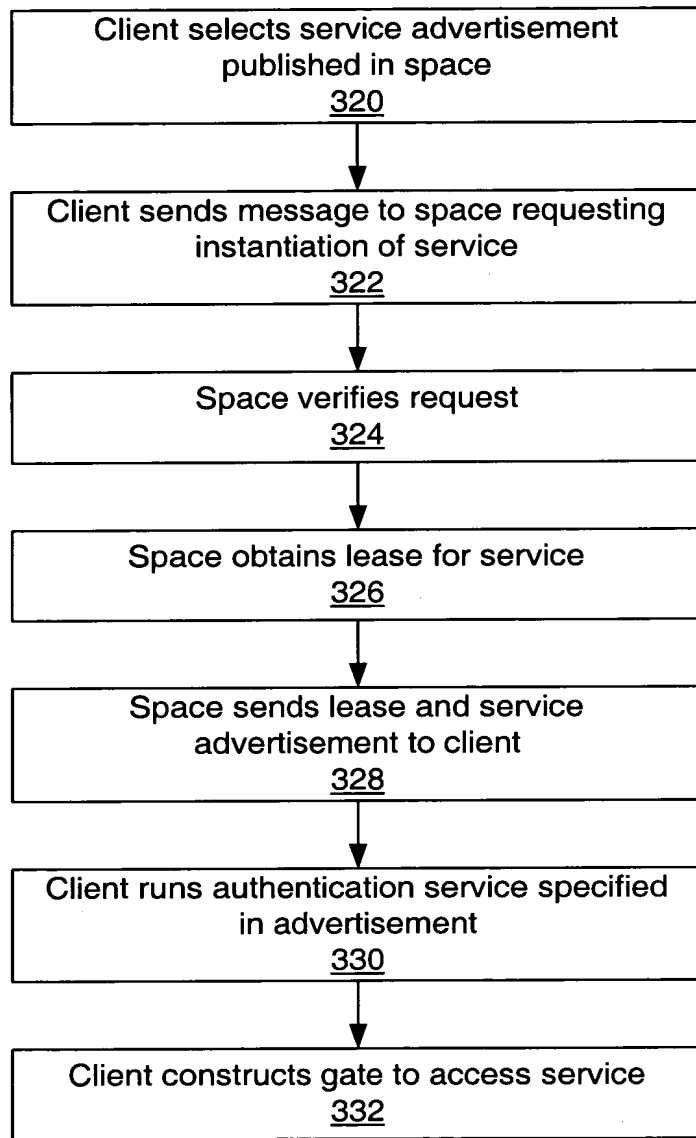 Client selects service advertisement
published in space
320
Client sends message to space requesting
instantiation of service
322
Space verifies request
324
Space obtains lease for service
326
Space sends lease and service
advertisement to client
328
Client runs authentication service specified
in advertisement
330
Client constructs gate to access service
332